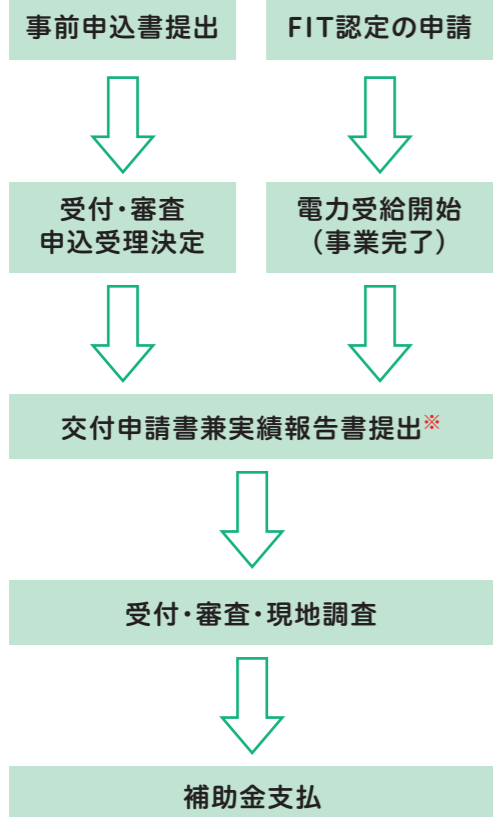 事前申込書提出
FIT認定の申請
受付・審査
申込受理決定
電力受給開始
（事業完了）
交付申請書兼実績報告書提出※
受付・審査・現地調査
補助金支払